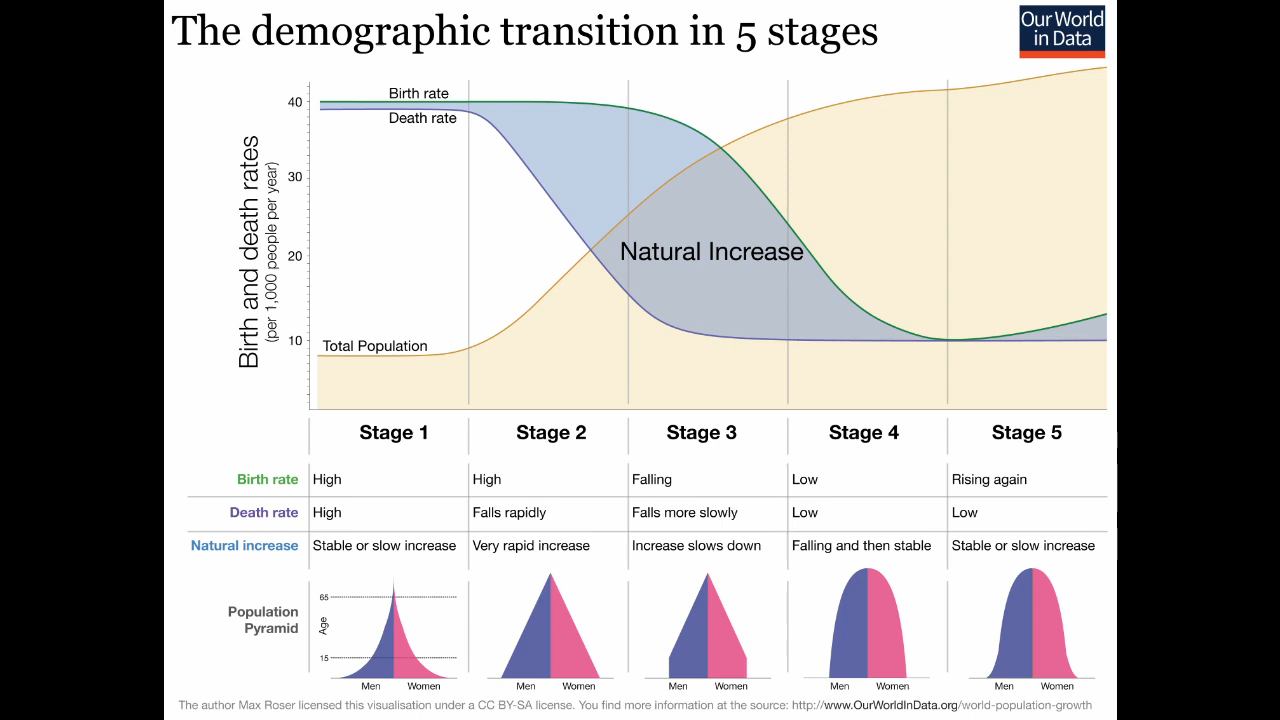 The demographic transition in 5 stages
Our World
in Data
Birth and death rates
(per 1,000 people per year)
40
30
20
10
Birth rate
Death rate
Total Population
Natural Increase
Stage 1 Stage 2 Stage 3 Stage 4 Stage 5
Birth rate High High Falling Low Rising again
Death rate High Falls rapidly Falls more slowly Low Low
Natural increase Stable or slow increase Very rapid increase Increase slows down Falling and then stable Stable or slow increase
Population
Pyramid
65
Age
15
Men Women Men Women Men Women Men Women Men Women
The author Max Roser licensed this visualisation under a CC BY-SA license. You find more information at the source: http://www.OurWorldInData.org/world-population-growth